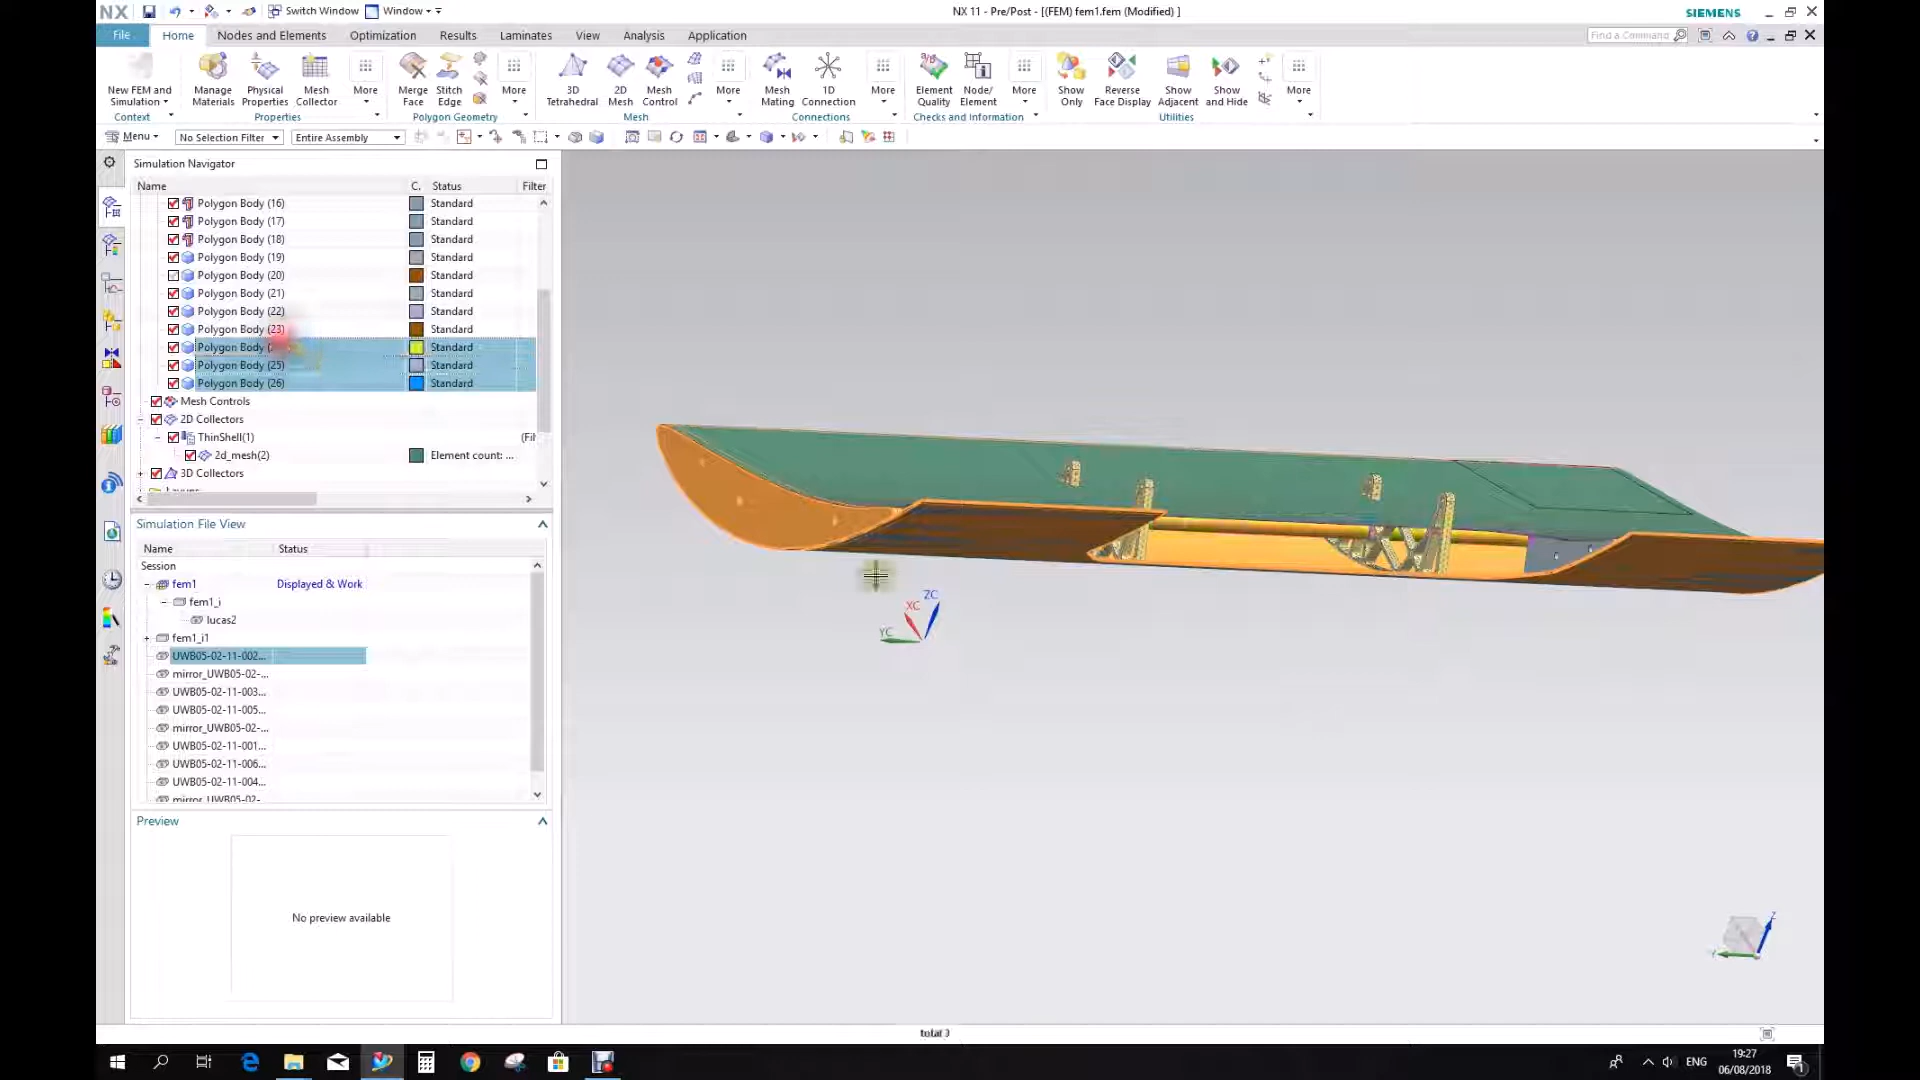 NX Switch Window Window NX 11 - Pre/Post - [(FEM) fem1.fem (Modified) ] SIEMENS
File Home Nodes and Elements Optimization Results Laminates View Analysis Application Find a Command
New FEM and Simulation Manage Materials Physical Properties Mesh Collector More Merge Face Stitch Edge More 3D Tetrahedral 2D Mesh Mesh Control More Mesh Mating 1D Connection More Element Quality Node/Element More Show Only Reverse Face Display Show Adjacent Show and Hide More
Context Properties Polygon Geometry Mesh Connections Checks and Information Utilities
Menu No Selection Filter Entire Assembly
Simulation Navigator
Name C. Status Filter
Polygon Body (16) Standard
Polygon Body (17) Standard
Polygon Body (18) Standard
Polygon Body (19) Standard
Polygon Body (20) Standard
Polygon Body (21) Standard
Polygon Body (22) Standard
Polygon Body (23) Standard
Polygon Body Standard
Polygon Body (25) Standard
Polygon Body (26) Standard
Mesh Controls
2D Collectors
ThinShell(1) (Fil
2d_mesh(2) Element count: ...
3D Collectors
Simulation File View
Name Status
Session
fem1 Displayed & Work
fem1_i
lucas2
fem1_i1
UWB05-02-11-002...
mirror_UWB05-02-...
UWB05-02-11-003...
UWB05-02-11-005...
mirror_UWB05-02-...
UWB05-02-11-001...
UWB05-02-11-006...
UWB05-02-11-004...
mirror_UWB05-02-
Preview
No preview available
ZC
XC
YC
Z
Y
total 3
ENG 19:27
06/08/2018
1